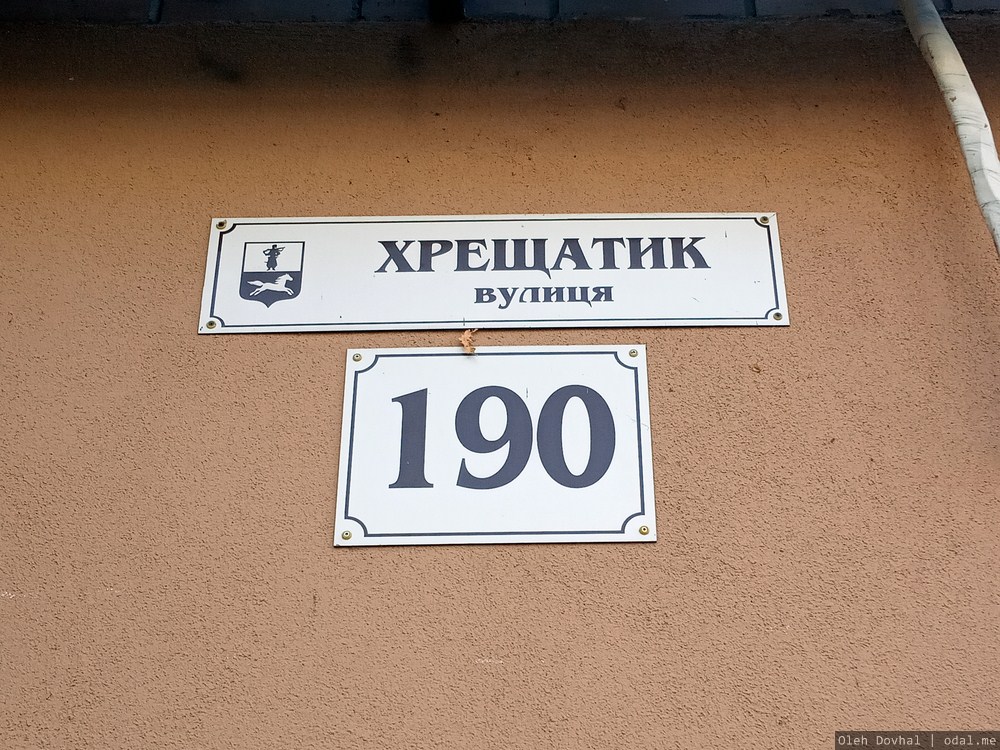 ХРЕЩАТИК
вулиця
190
Oleh Dovhal | odal.me